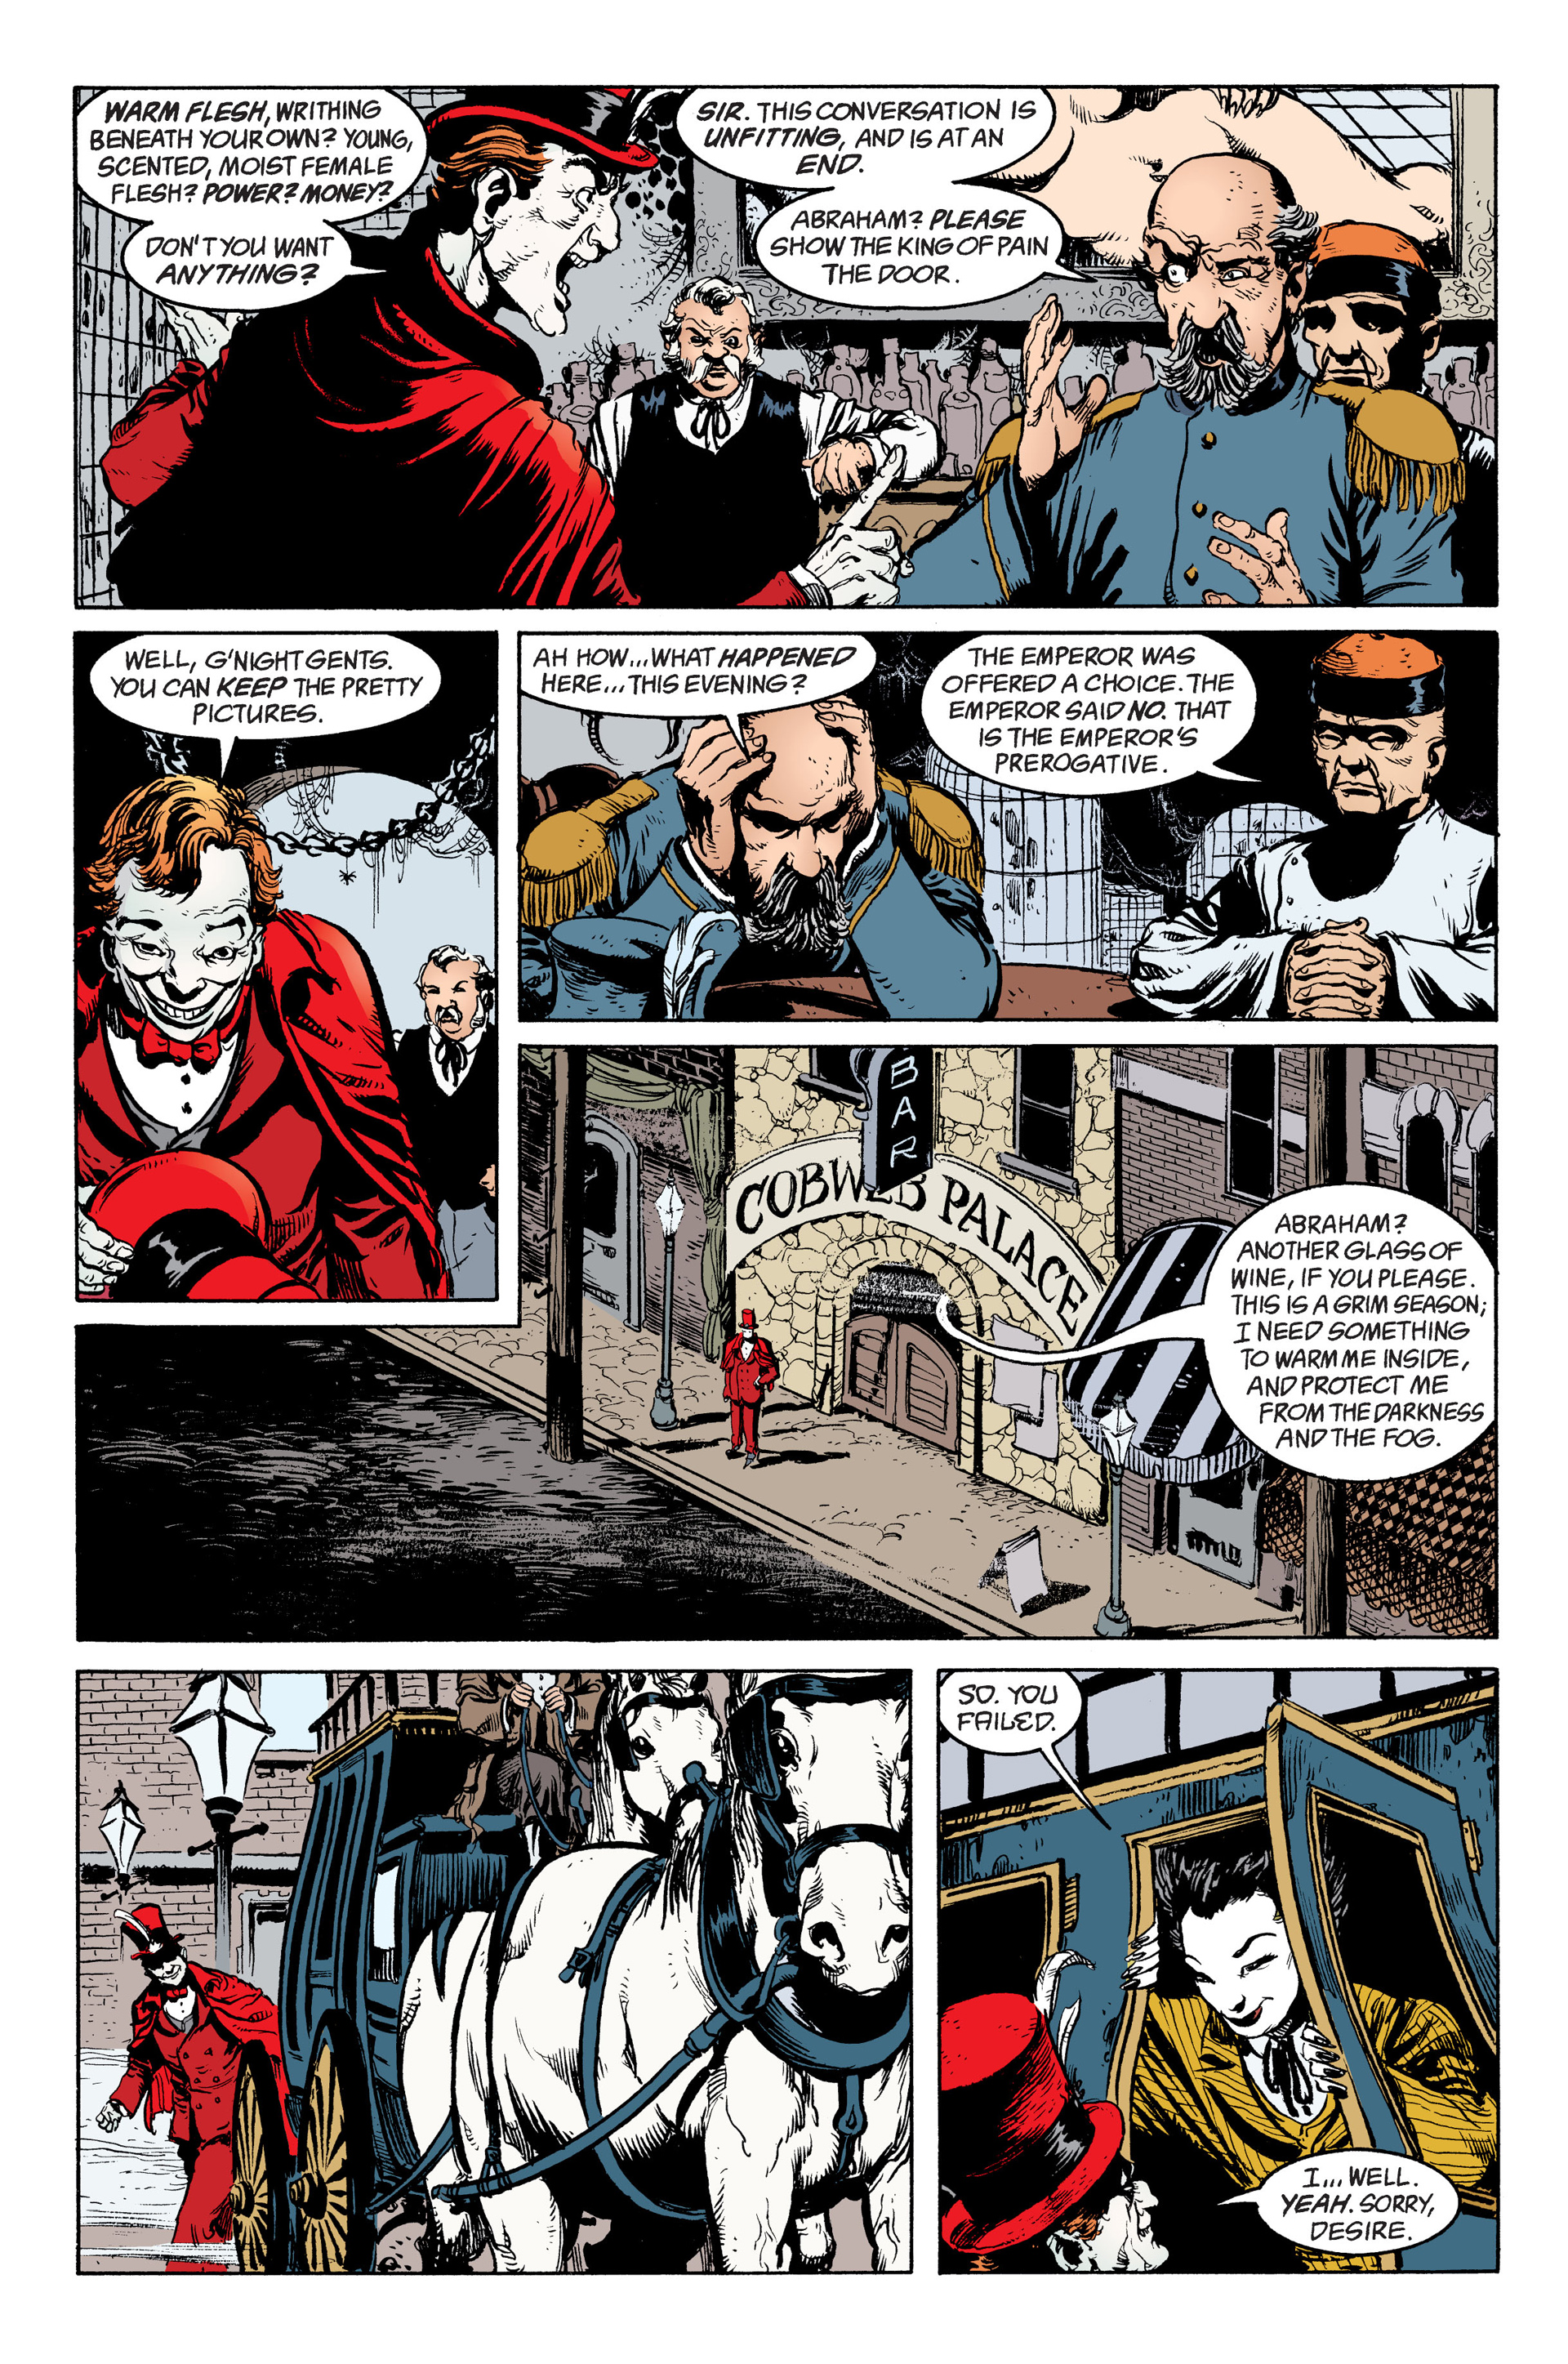 WARM FLESH, WRITHING
BENEATH YOUR OWN? YOUNG,
SCENTED, MOIST FEMALE
FLESH? POWER? MONEY?
DON'T YOU WANT
ANYTHING?
SIR. THIS CONVERSATION IS
UNFITTING, AND IS AT AN
END.
ABRAHAM? PLEASE
SHOW THE KING OF PAIN
THE DOOR.
WELL, G'NIGHT GENTS.
YOU CAN KEEP THE PRETTY
PICTURES.
AH HOW... WHAT HAPPENED
HERE... THIS EVENING?
THE EMPEROR WAS
OFFERED A CHOICE. THE
EMPEROR SAID NO. THAT
IS THE EMPEROR'S
PREROGATIVE.
BAR
COBWEB PALACE
ABRAHAM?
ANOTHER GLASS OF
WINE, IF YOU PLEASE.
THIS IS A GRIM SEASON;
I NEED SOMETHING
TO WARM ME INSIDE,
AND PROTECT ME
FROM THE DARKNESS
AND THE FOG.
SO. YOU
FAILED.
I... WELL.
YEAH. SORRY,
DESIRE.